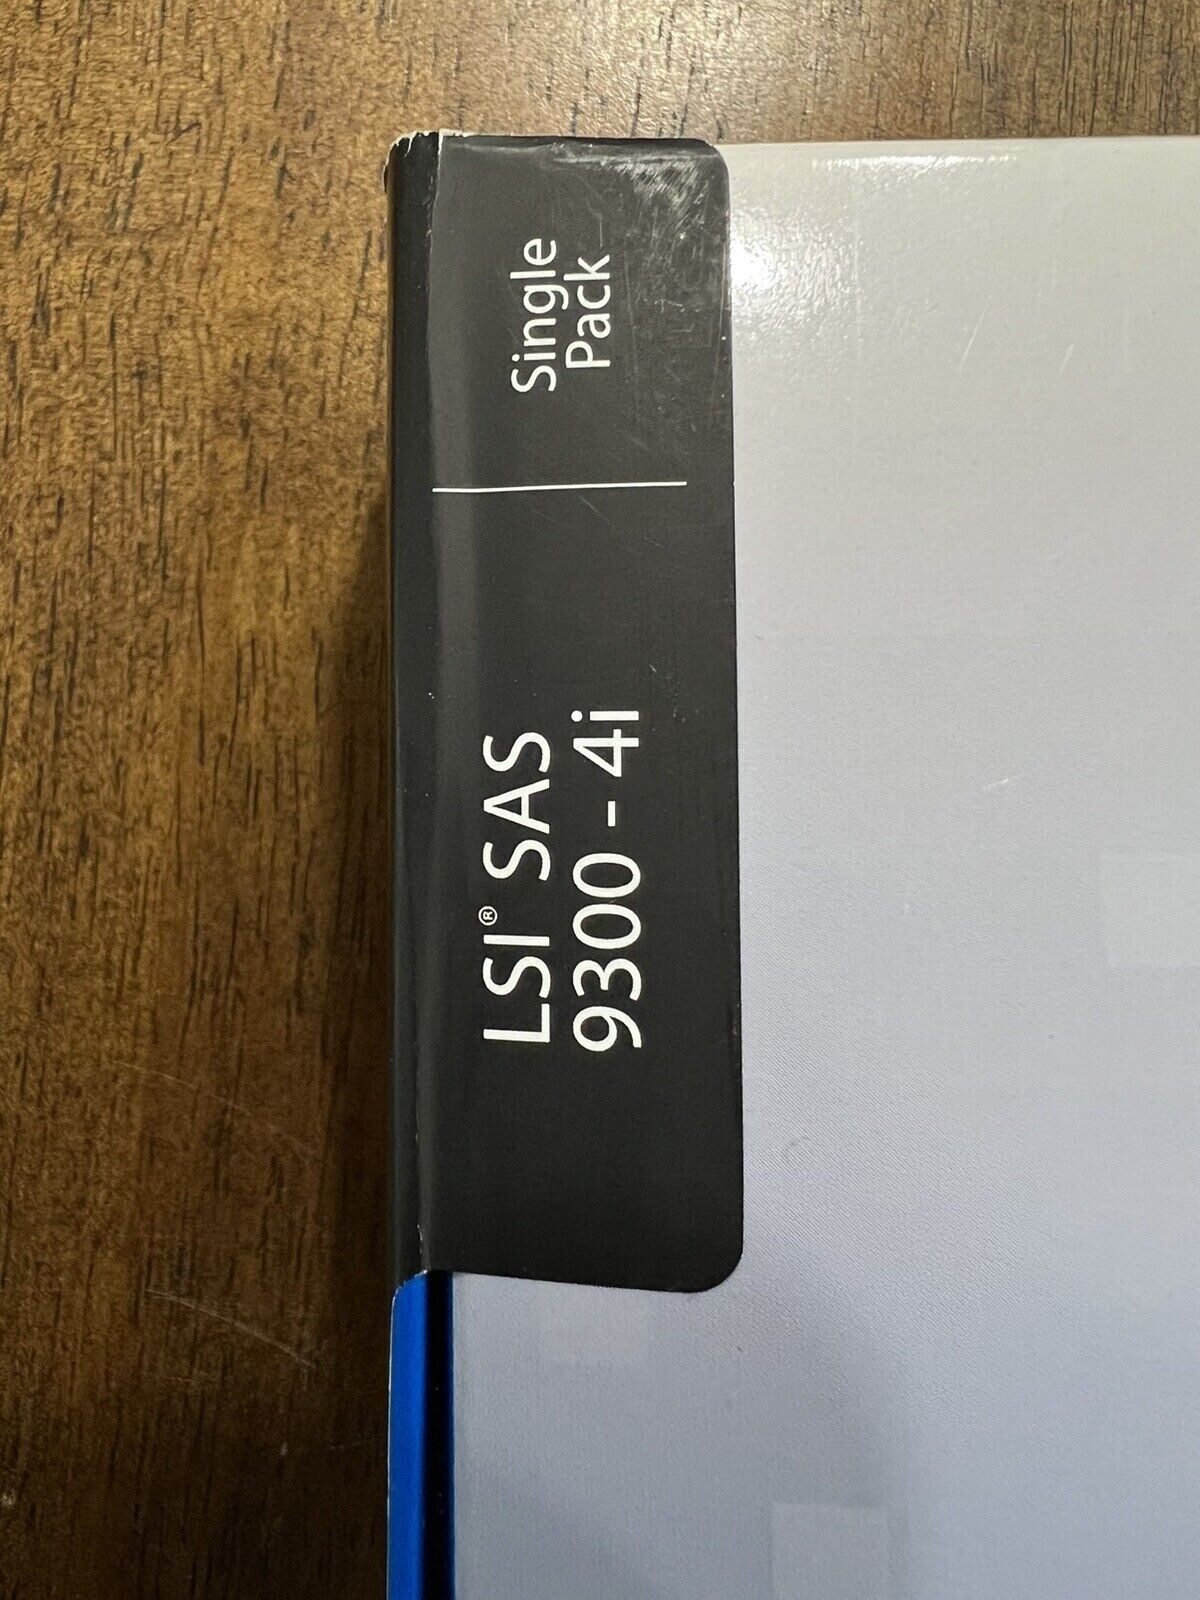 LSI® SAS
9300 - 4i
Single
Pack